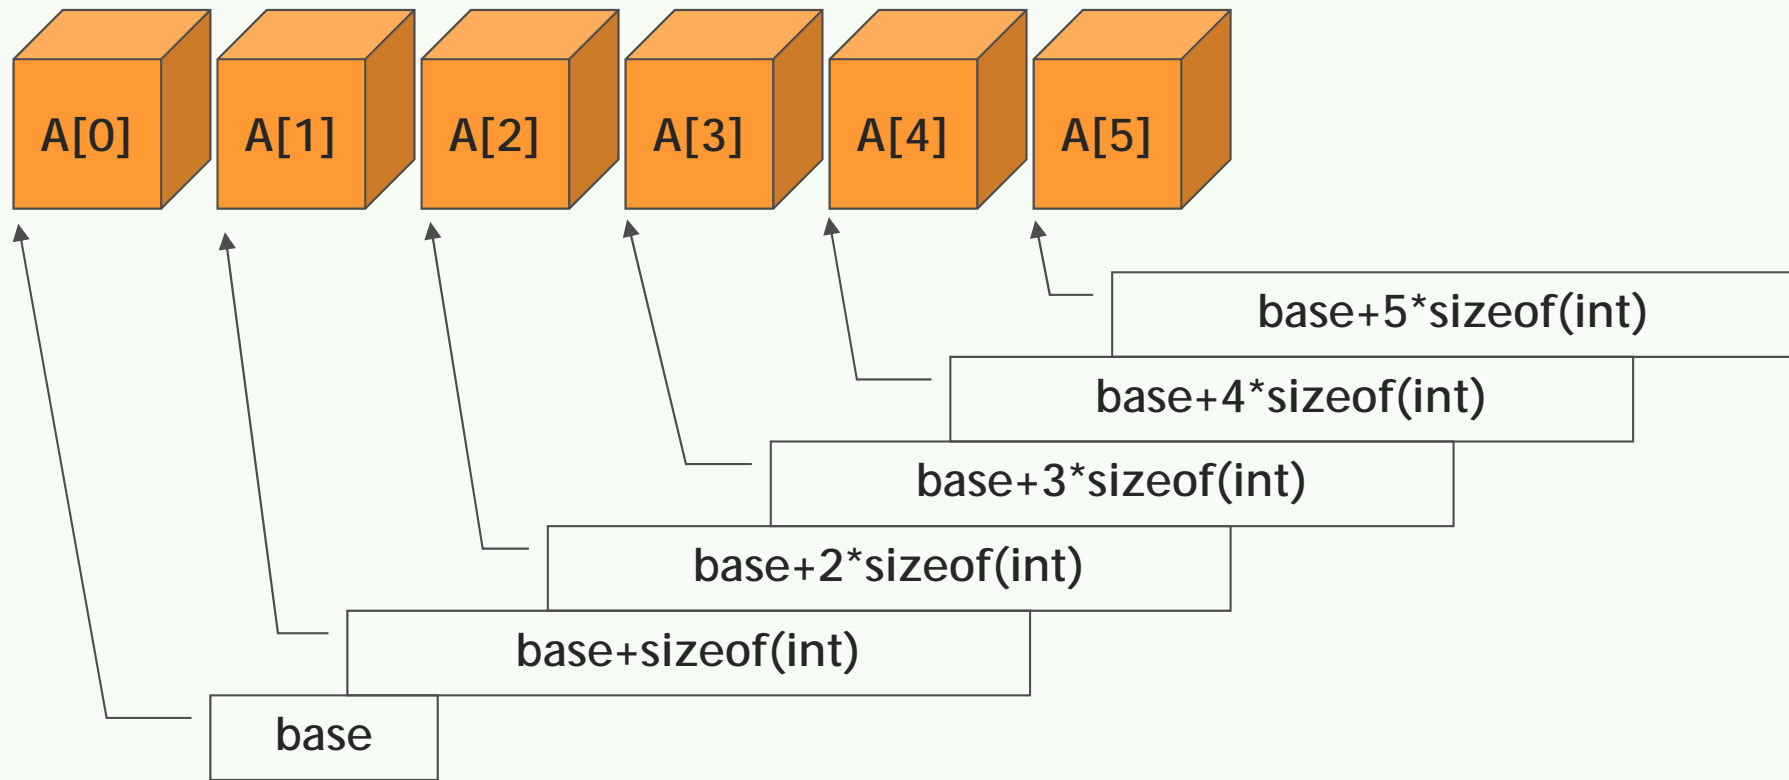 A[0] A[1] A[2] A[3] A[4] A[5]
base+5*sizeof(int)
base+4*sizeof(int)
base+3*sizeof(int)
base+2*sizeof(int)
base+sizeof(int)
base